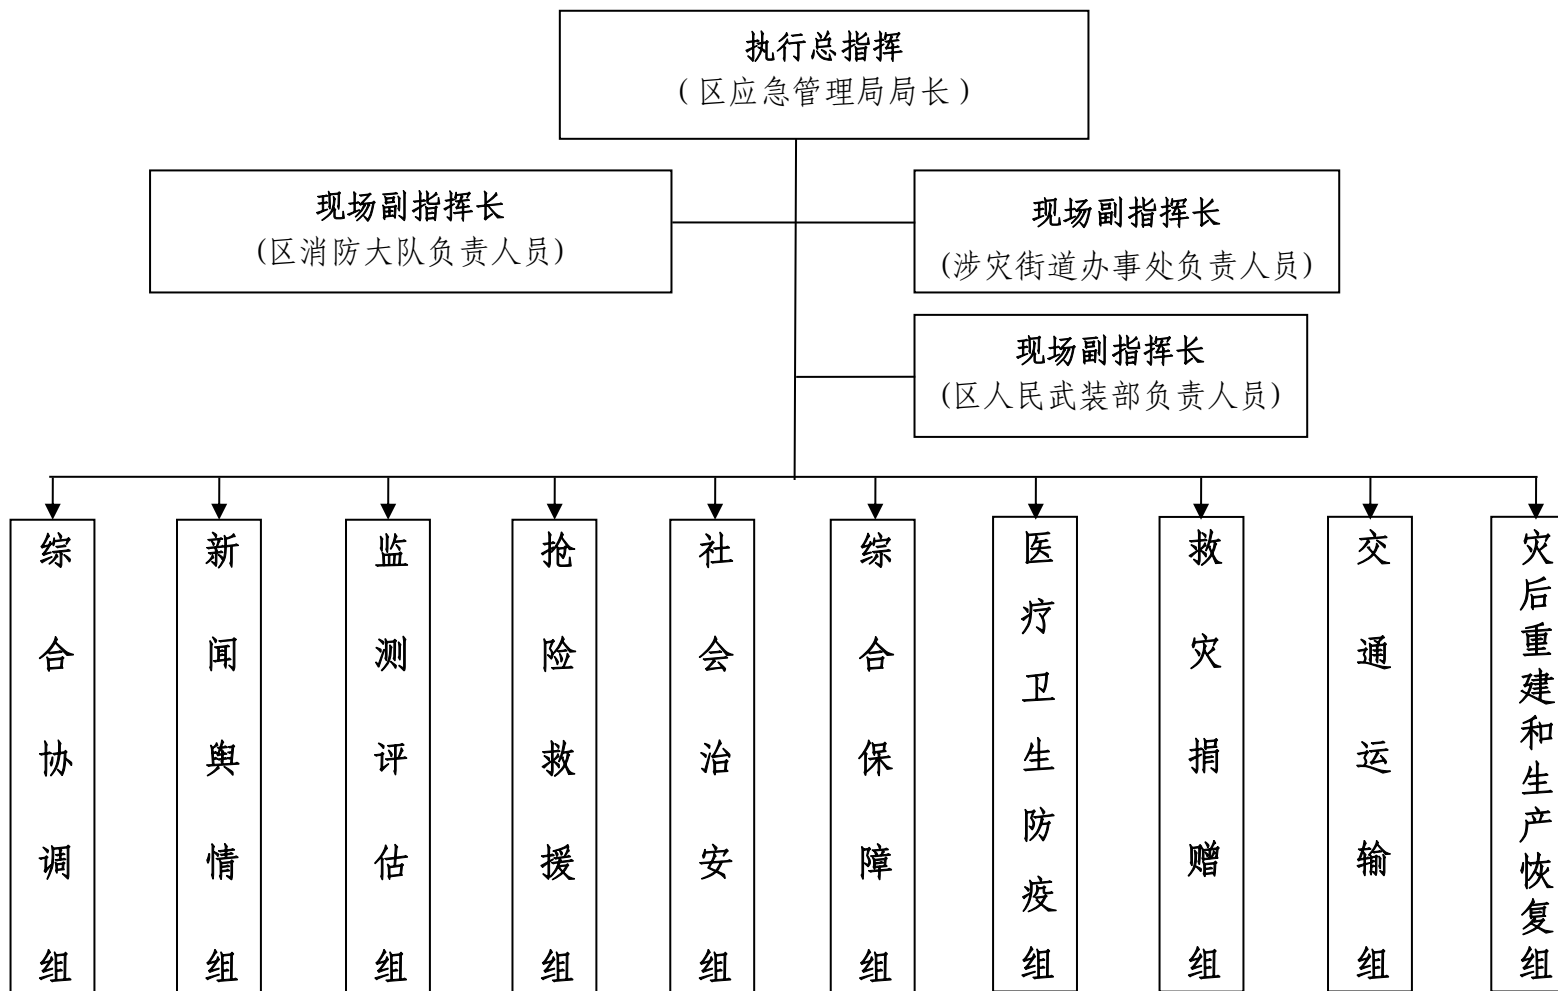 执行总指挥
(区应急管理局局长)
现场副指挥长
(区消防大队负责人员)
现场副指挥长
(涉灾街道办事处负责人员)
现场副指挥长
(区人民武装部负责人员)
综合协调组
新闻舆情组
监测评估组
抢险救援组
社会治安组
综合保障组
医疗卫生防疫组
救灾捐赠组
交通运输组
灾后重建和生产恢复组